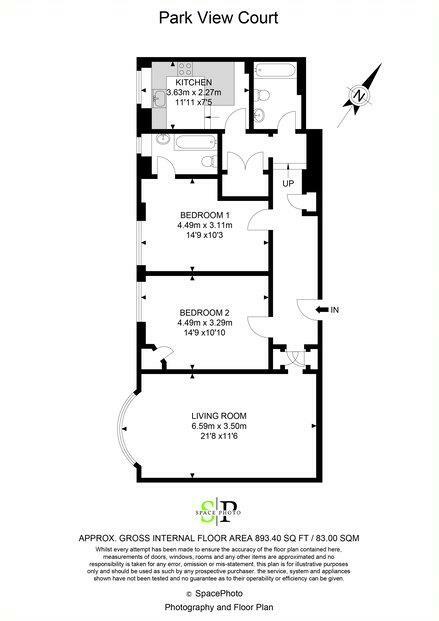 Park View Court
N
KITCHEN
3.63m x 2.27m
11'11 x7'5
UP
BEDROOM 1
4.49m x 3.11m
14'9 x10'3
IN
BEDROOM 2
4.49m x 3.29m
14'9 x10'10
LIVING ROOM
6.59m x 3.50m
21'8 x11'6
S P
SPACE PHOTO
APPROX. GROSS INTERNAL FLOOR AREA 893.40 SQ FT / 83.00 SQM
Whilst every attempt has been made to ensure the accuracy of the floor plan contained here,
measurements of doors, windows, rooms and any other items are approximated and no
responsibility is taken for any error, omission or mis-statement, this plan is for illustrative purposes
only and should be used as such by any prospective purchaser. The service, system and appliances
shown have not been tested and no guarantee as to their operability or efficiency can be given.
© SpacePhoto
Photography and Floor Plan